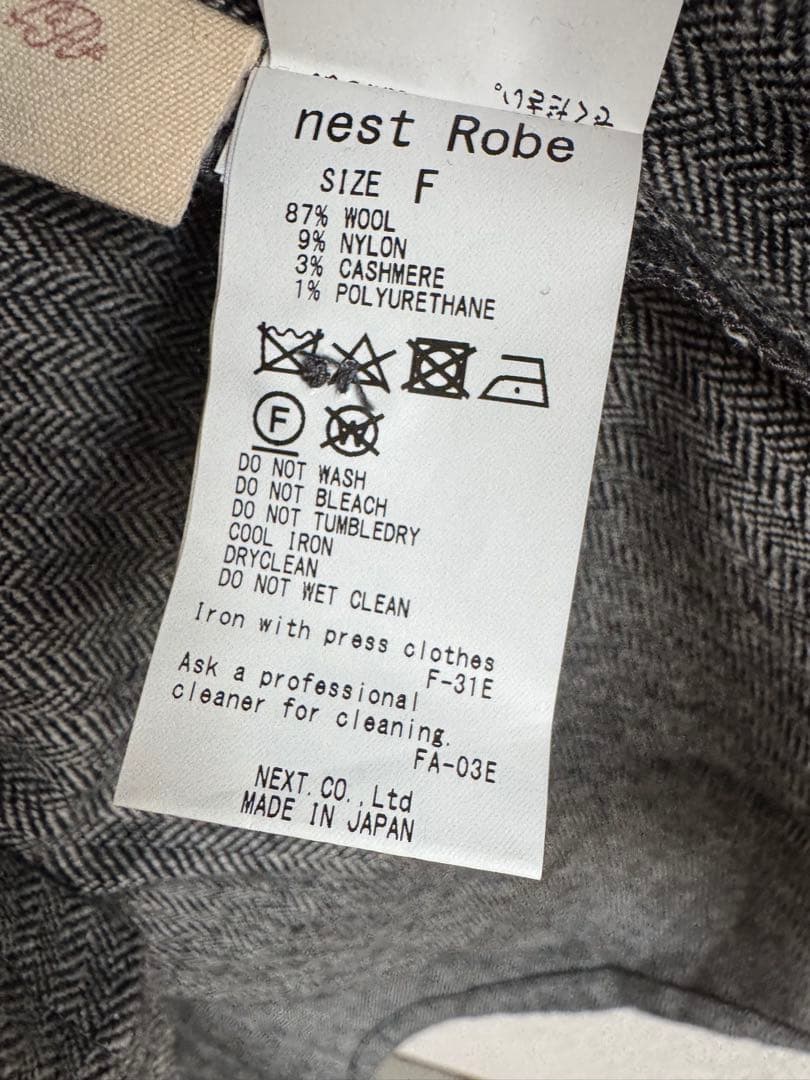 nest Robe
SIZE F
87% WOOL
9% NYLON
3% CASHMERE
1% POLYURETHANE
F
W
DO NOT WASH
DO NOT BLEACH
DO NOT TUMBLEDRY
COOL IRON
DRYCLEAN
DO NOT WET CLEAN
Iron with press clothes
F-31E
Ask a professional
cleaner for cleaning.
FA-03E
NEXT. CO., Ltd
MADE IN JAPAN